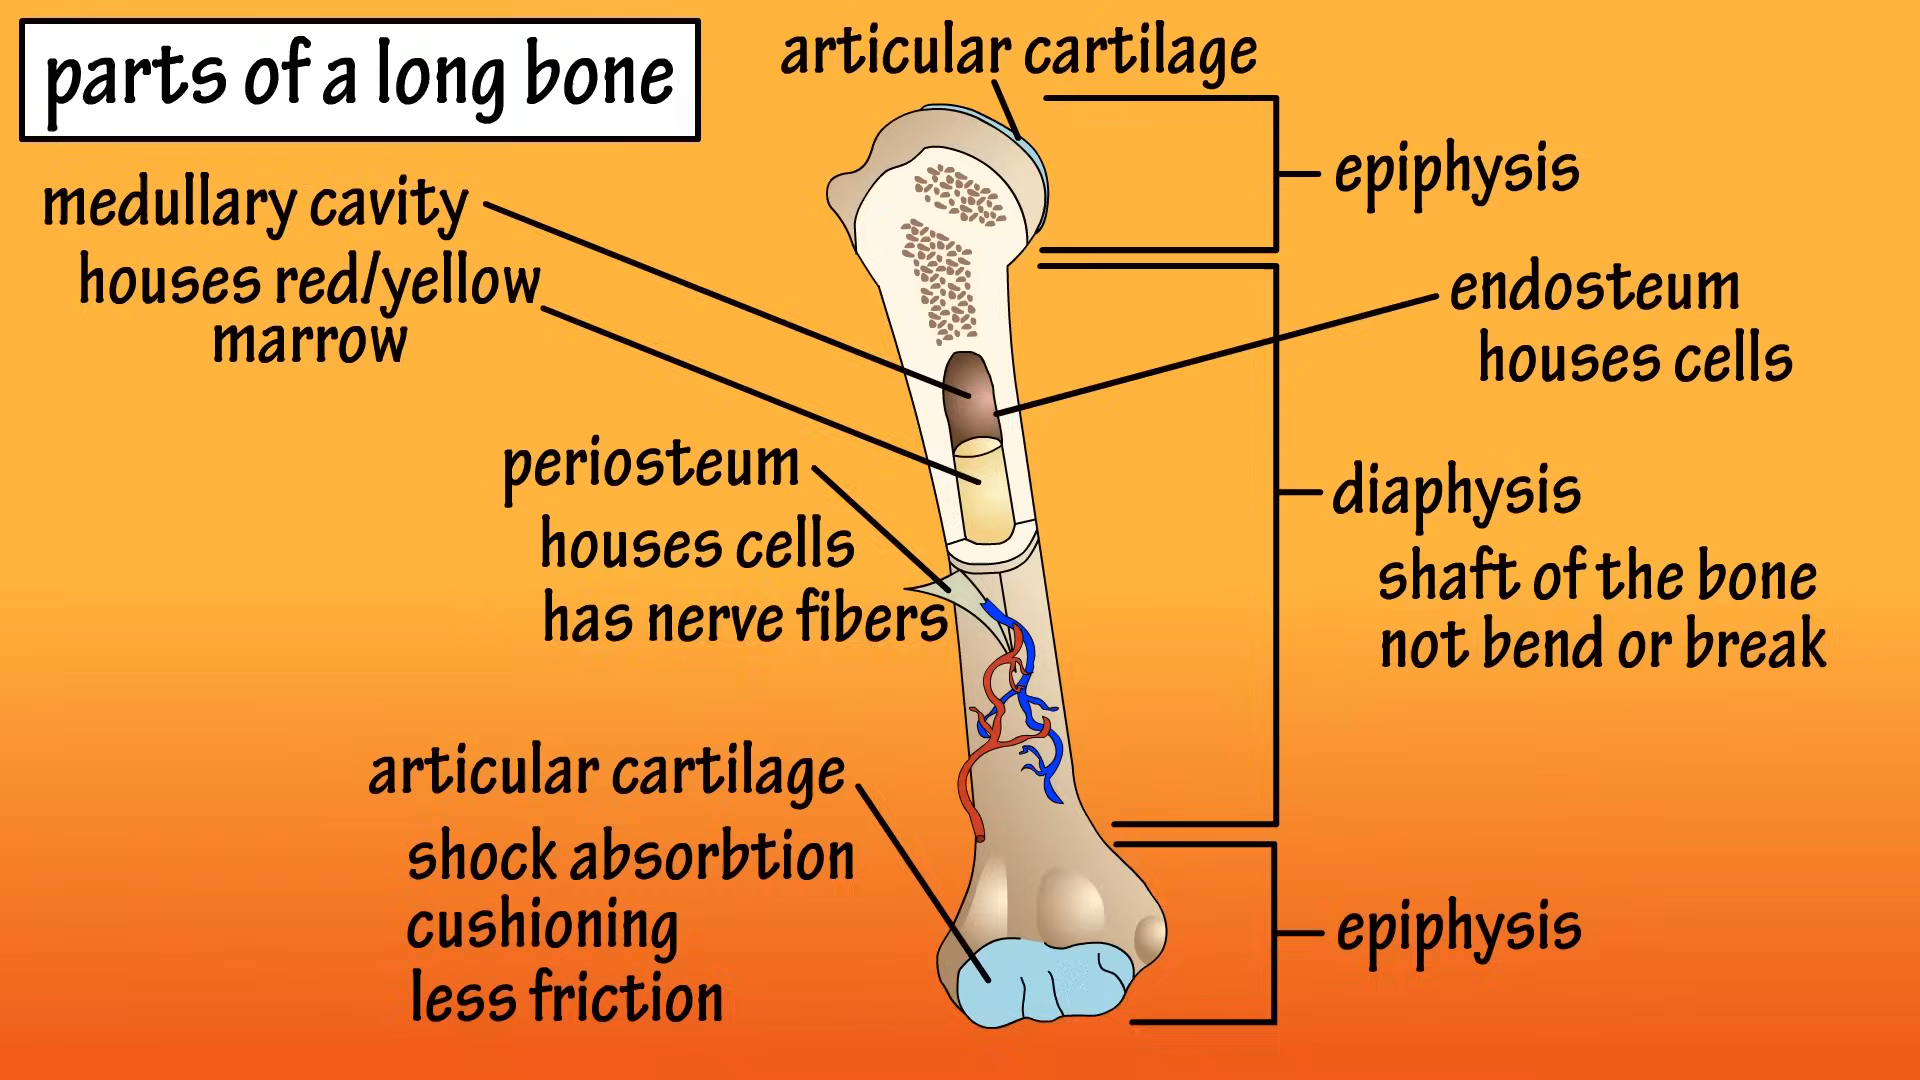 parts of a long bone
articular cartilage
epiphysis
medullary cavity
houses red/yellow
marrow
endosteum
houses cells
periosteum
houses cells
has nerve fibers
diaphysis
shaft of the bone
not bend or break
articular cartilage
shock absorbtion
cushioning
less friction
epiphysis